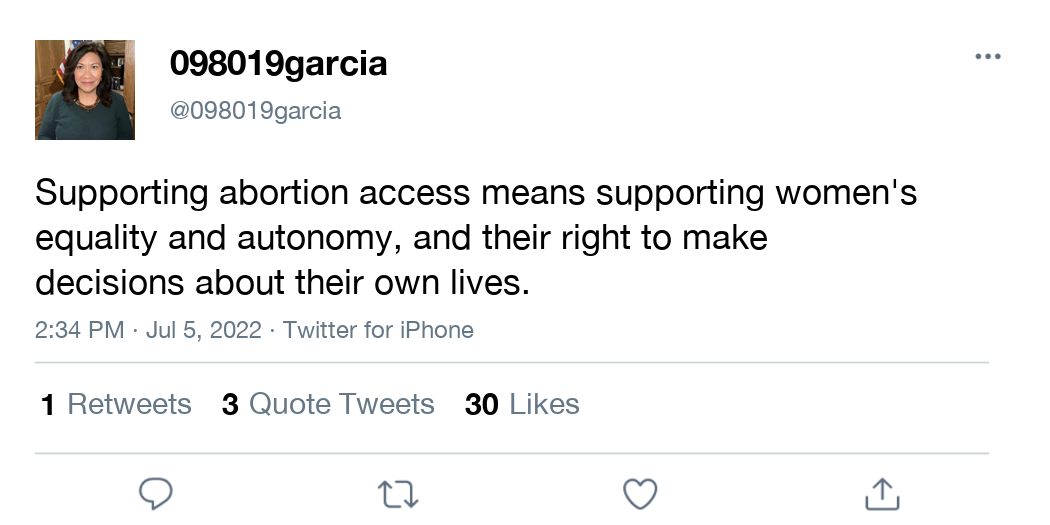 098019garcia
@098019garcia
Supporting abortion access means supporting women's
equality and autonomy, and their right to make
decisions about their own lives.
2:34 PM · Jul 5, 2022 · Twitter for iPhone
1 Retweets 3 Quote Tweets 30 Likes